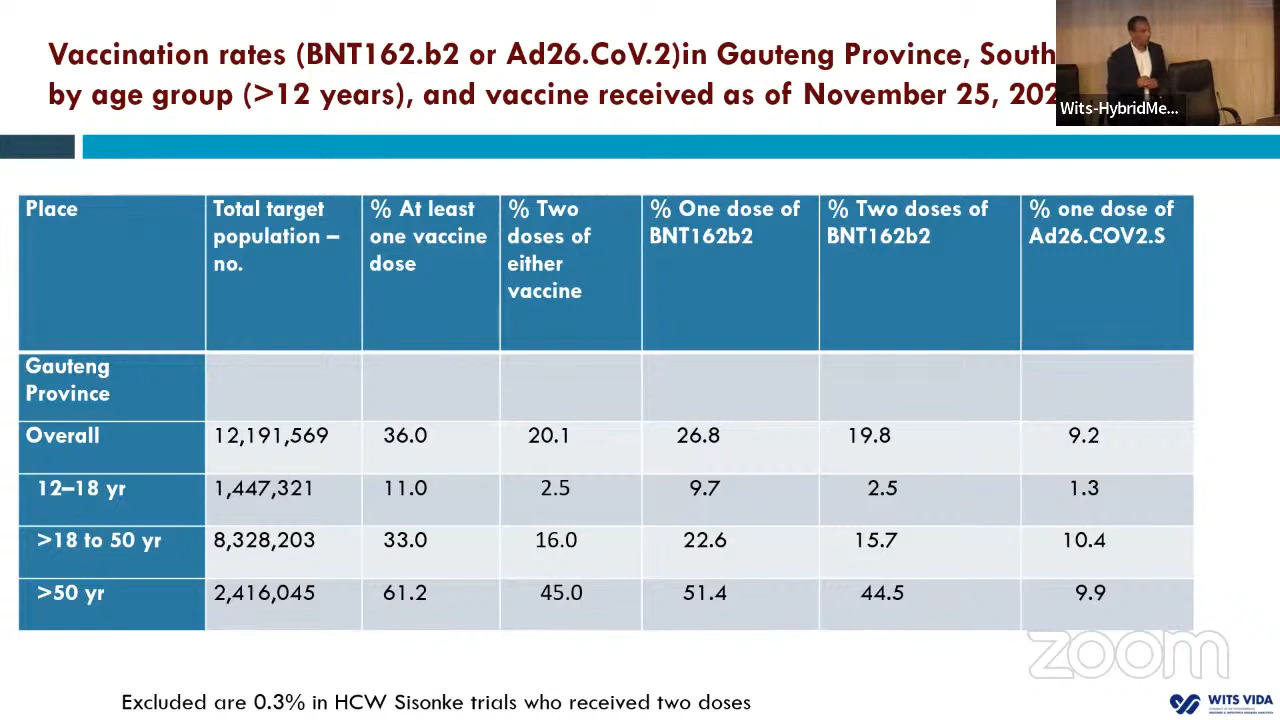 Vaccination rates (BNT162.b2 or Ad26.CoV.2)in Gauteng Province, South
by age group (>12 years), and vaccine received as of November 25, 202
Wits-HybridMe...
Place
Total target population – no.
% At least one vaccine dose
% Two doses of either vaccine
% One dose of BNT162b2
% Two doses of BNT162b2
% one dose of Ad26.COV2.S
Gauteng Province
Overall 12,191,569 36.0 20.1 26.8 19.8 9.2
12–18 yr 1,447,321 11.0 2.5 9.7 2.5 1.3
>18 to 50 yr 8,328,203 33.0 16.0 22.6 15.7 10.4
>50 yr 2,416,045 61.2 45.0 51.4 44.5 9.9
zoom
Excluded are 0.3% in HCW Sisonke trials who received two doses
WITS VIDA